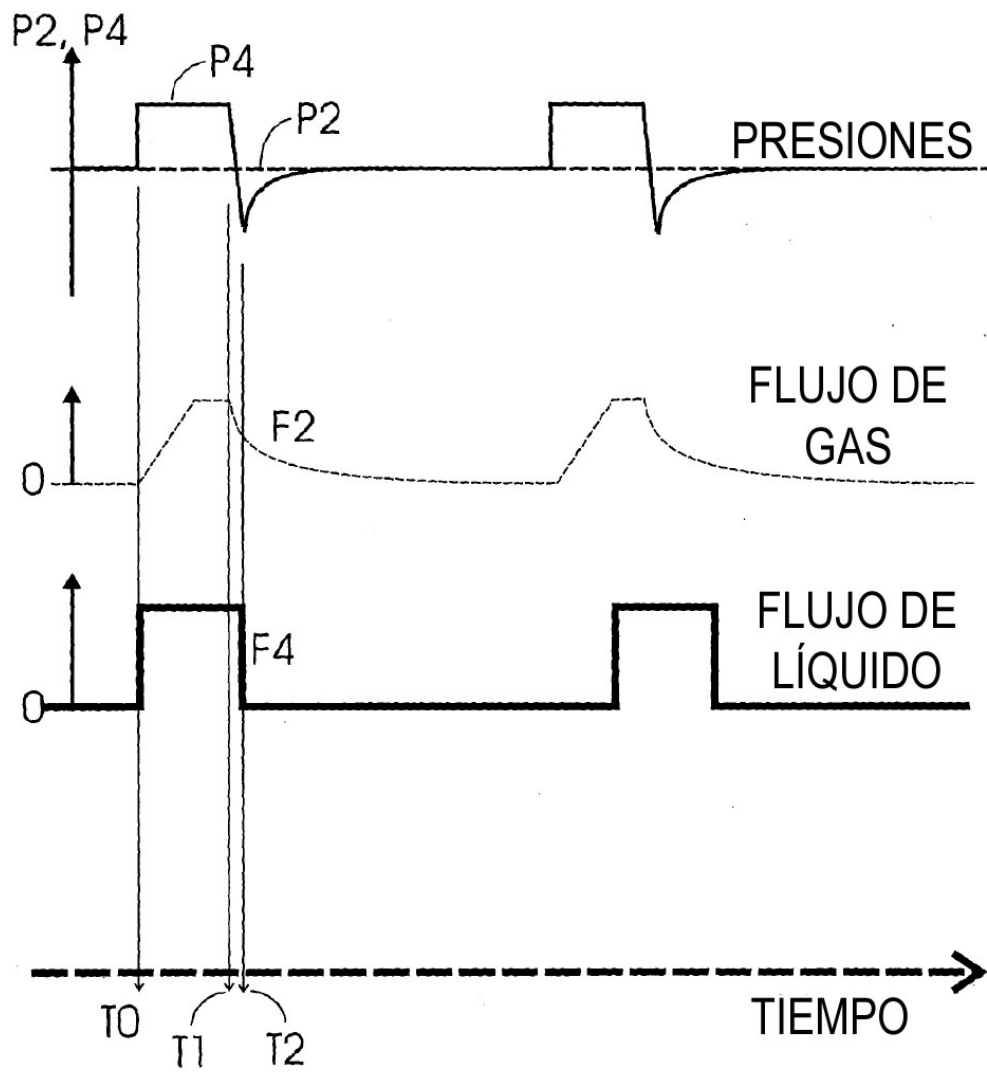 P2, P4
P4
P2
PRESIONES
FLUJO DE
GAS
F2
0
FLUJO DE
LÍQUIDO
F4
0
T0
T1
T2
TIEMPO